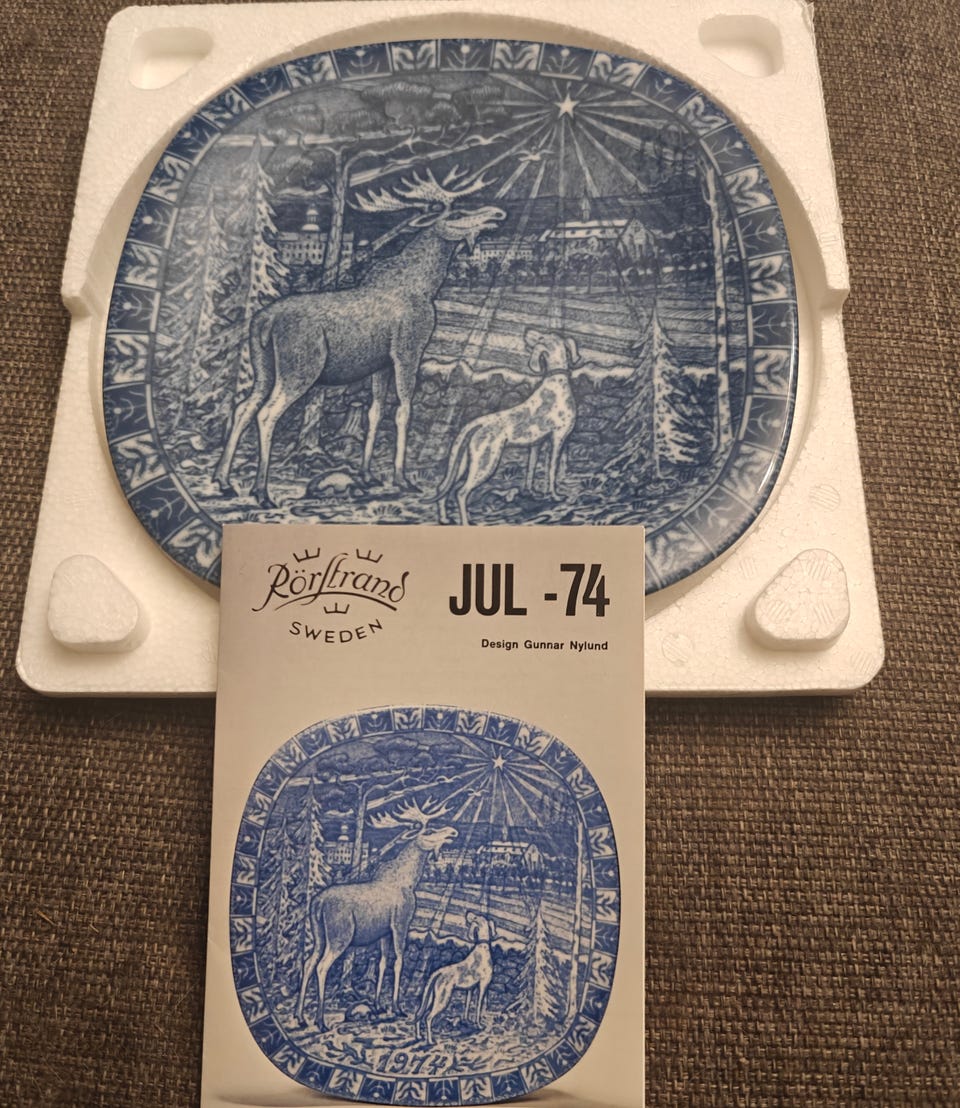 Rörstrand
SWEDEN
JUL -74
Design Gunnar Nylund
1974